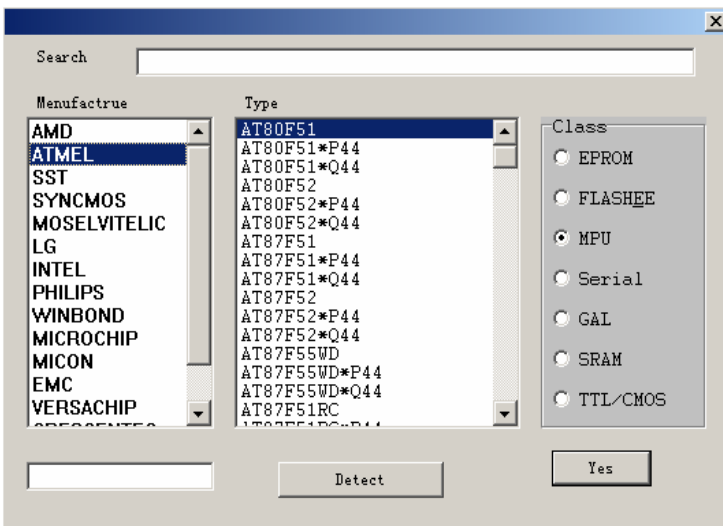 Search
Menufactrue
AMD
ATMEL
SST
SYNCMOS
MOSELVITELIC
LG
INTEL
PHILIPS
WINBOND
MICROCHIP
MICON
EMC
VERSACHIP
Type
AT80F51
AT80F51*P44
AT80F51*Q44
AT80F52
AT80F52*P44
AT80F52*Q44
AT87F51
AT87F51*P44
AT87F51*Q44
AT87F52
AT87F52*P44
AT87F52*Q44
AT87F55WD
AT87F55WD*P44
AT87F55WD*Q44
AT87F51RC
Class
EPROM
FLASHEE
MPU
Serial
GAL
SRAM
TTL/CMOS
Detect
Yes